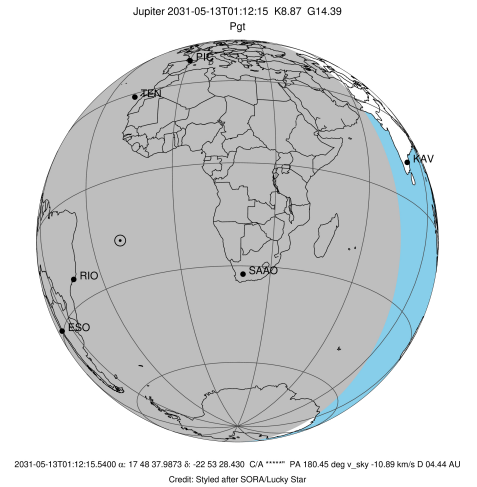 Jupiter 2031-05-13T01:12:15 K8.87 G14.39
Pgt
PIC
TEN
KAV
SAAO
RIO
ESO
2031-05-13T01:12:15.5400 α: 17 48 37.9873 δ: -22 53 28.430 C/A *****" PA 180.45 deg v_sky -10.89 km/s D 04.44 AU
Credit: Styled after SORA/Lucky Star